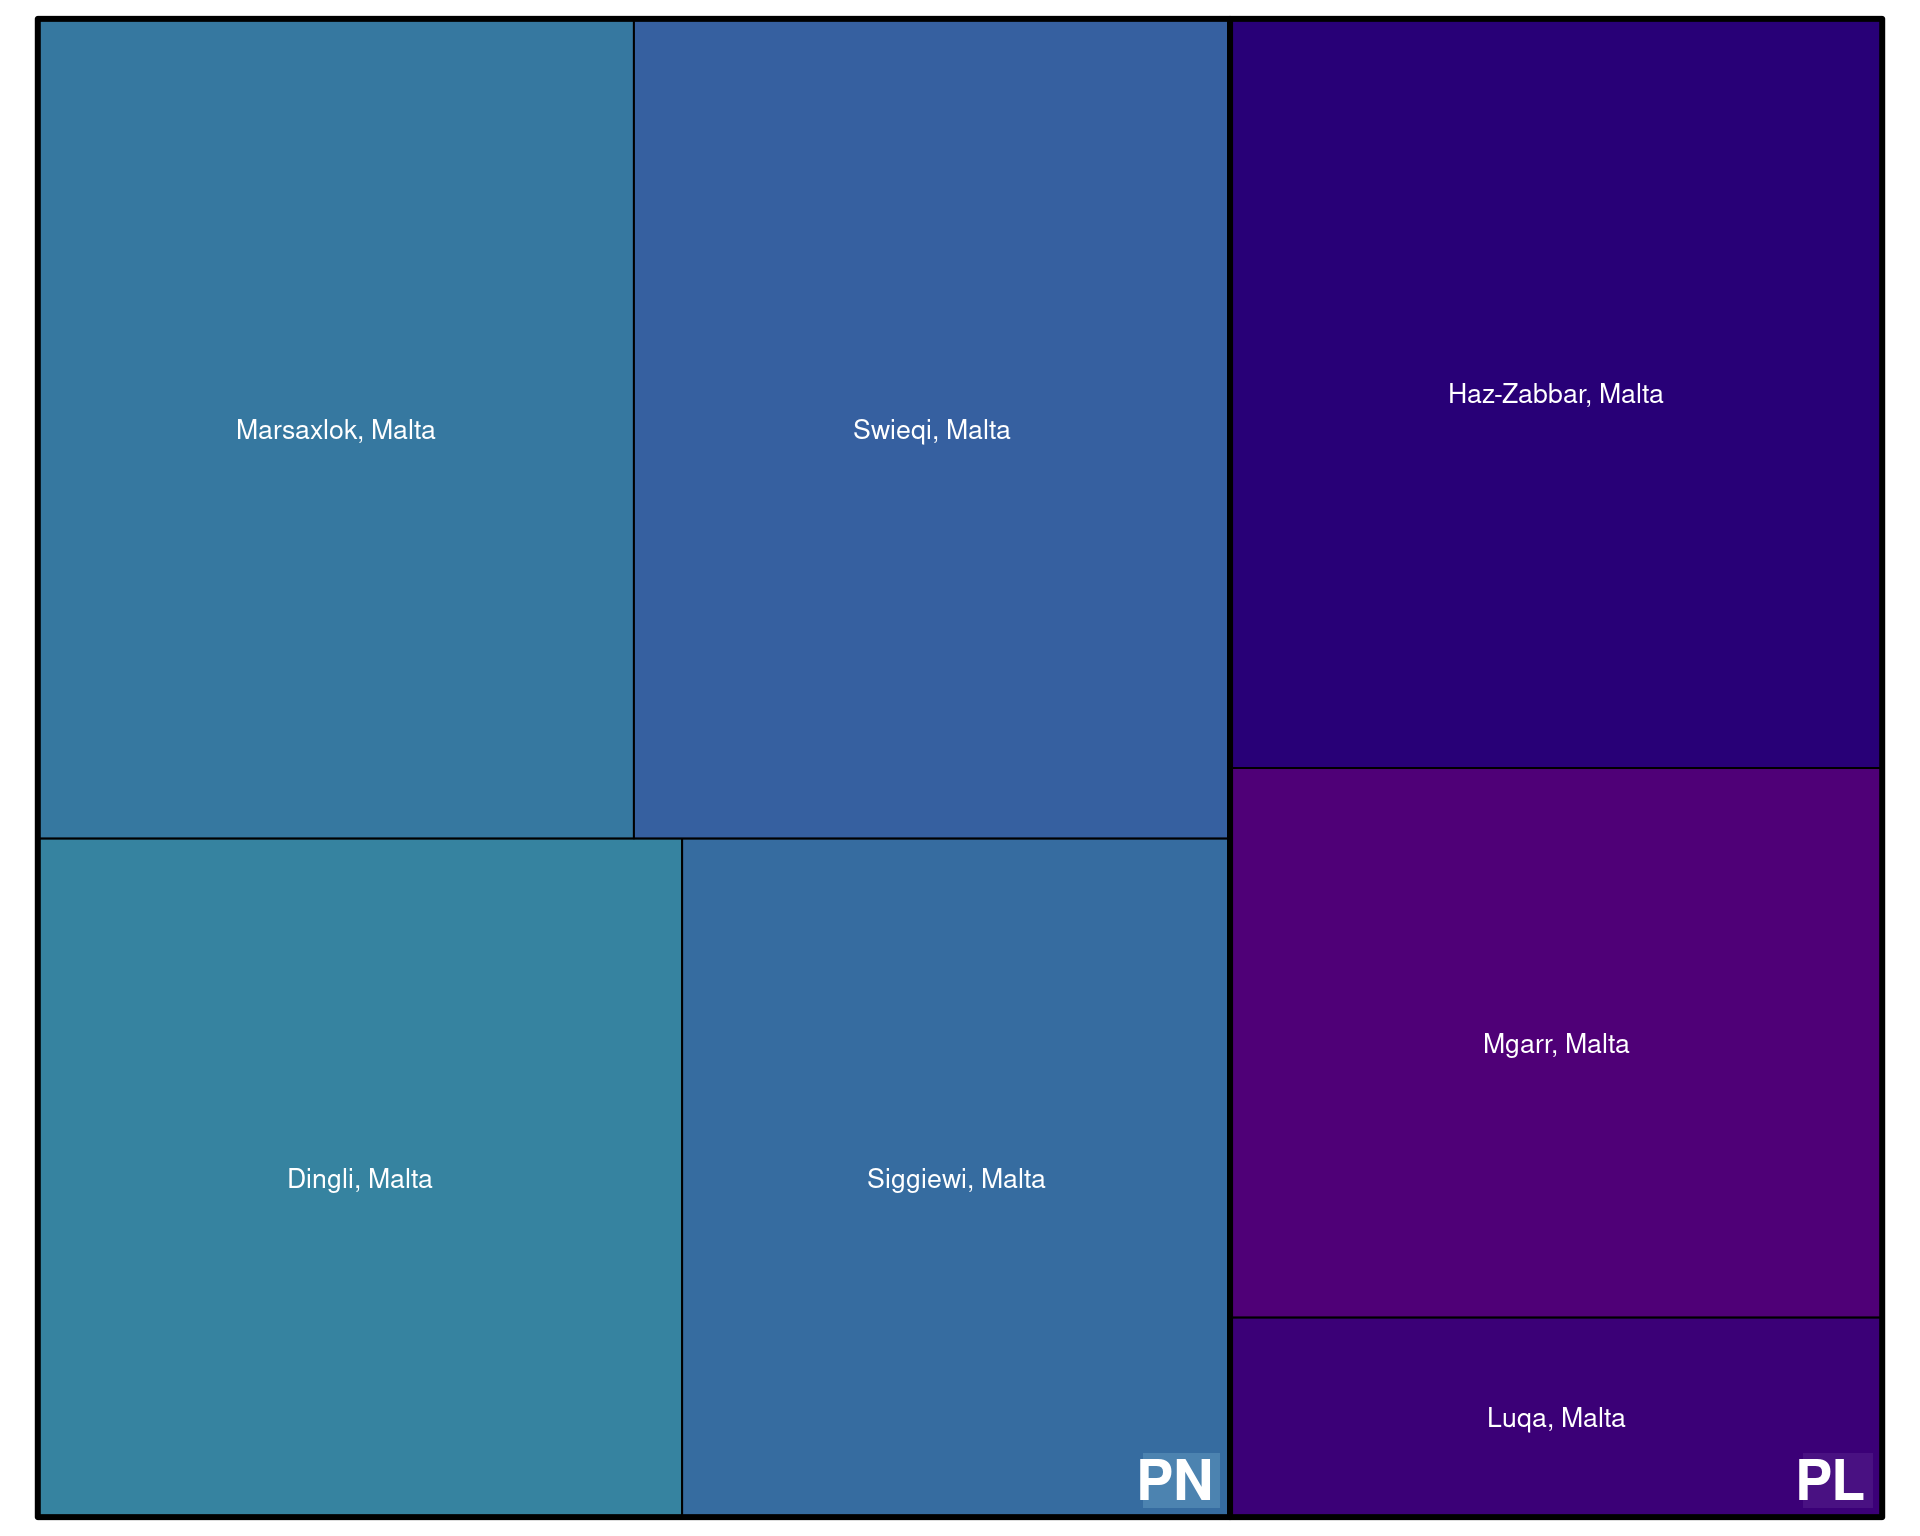 Marsaxlok, Malta
Swieqi, Malta
Haz-Zabbar, Malta
Mgarr, Malta
Dingli, Malta
Siggiewi, Malta
Luqa, Malta
PN
PL